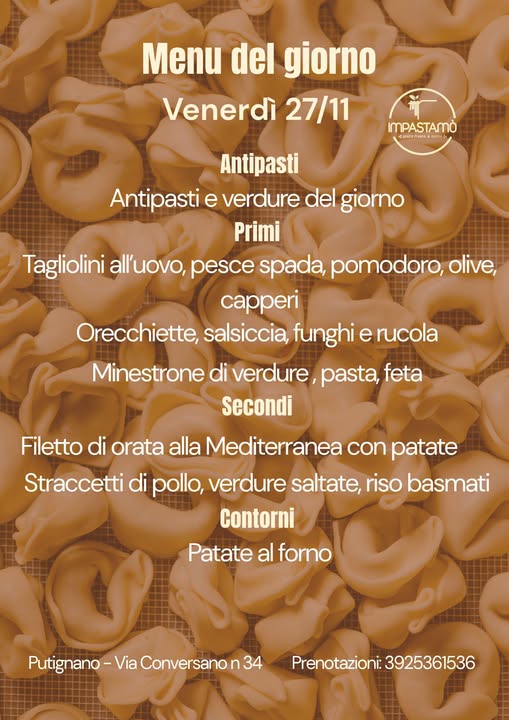 Menu del giorno
Venerdì 27/11
IMPASTAMÒ
Antipasti
Antipasti e verdure del giorno
Primi
Tagliolini all'uovo, pesce spada, pomodoro, olive,
capperi
Orecchiette, salsiccia, funghi e rucola
Minestrone di verdure , pasta, feta
Secondi
Filetto di orata alla Mediterranea con patate
Straccetti di pollo, verdure saltate, riso basmati
Contorni
Patate al forno
Putignano - Via Conversano n 34 Prenotazioni: 3925361536